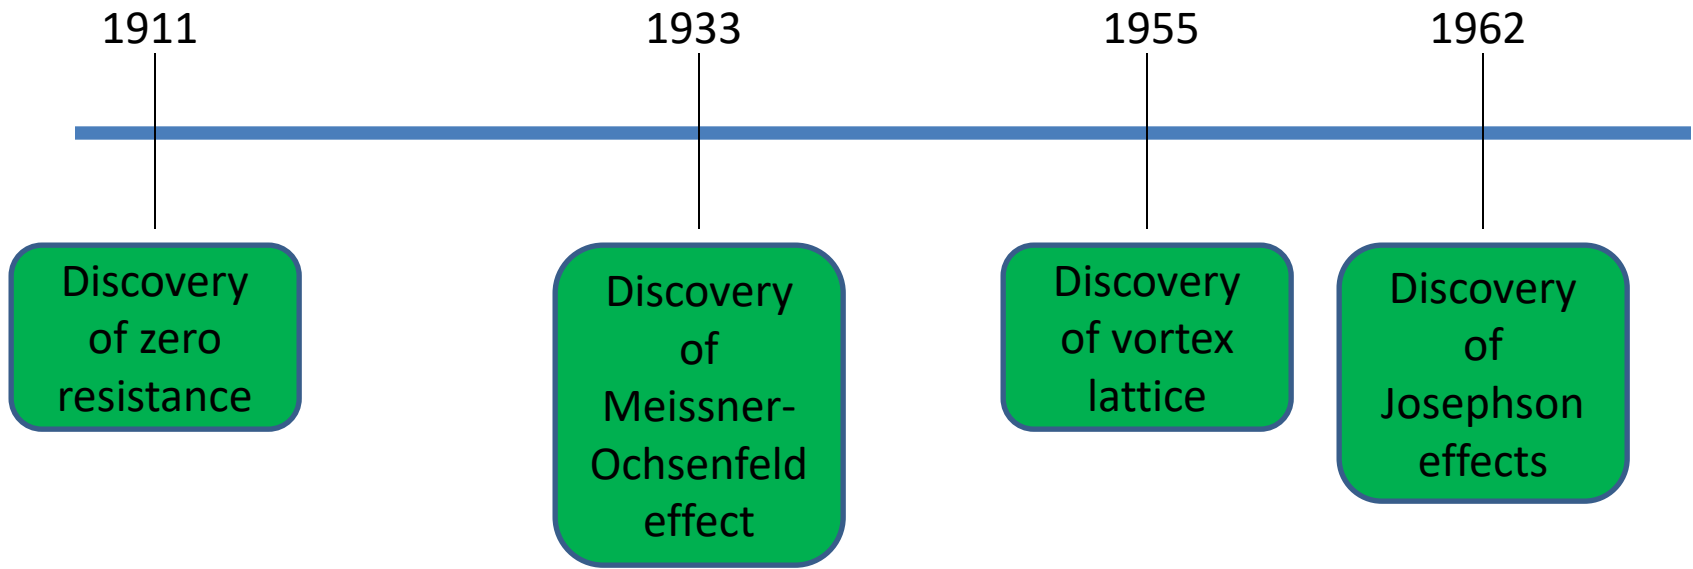 1911
1933
1955
1962
Discovery
of zero
resistance
Discovery
of
Meissner-
Ochsenfeld
effect
Discovery
of vortex
lattice
Discovery
of
Josephson
effects